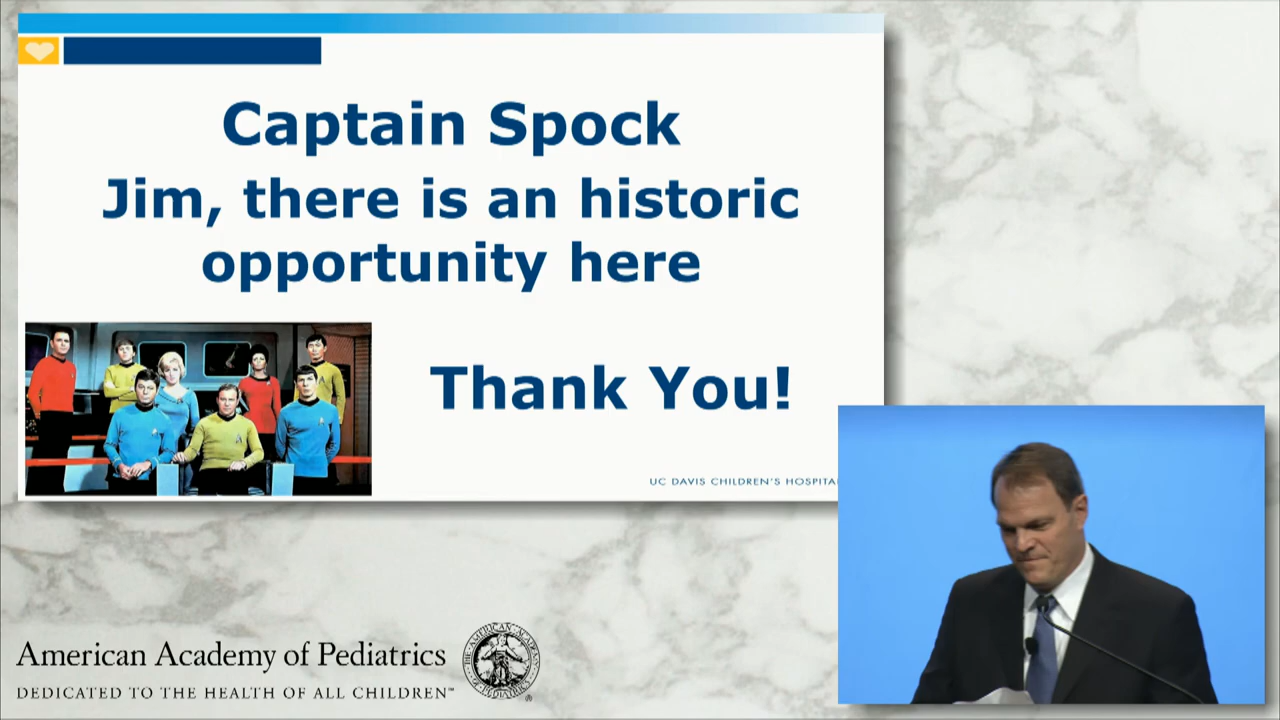 Captain Spock
Jim, there is an historic
opportunity here
Thank You!
UC DAVIS CHILDREN'S
American Academy of Pediatrics
DEDICATED TO THE HEALTH OF ALL CHILDREN™
®